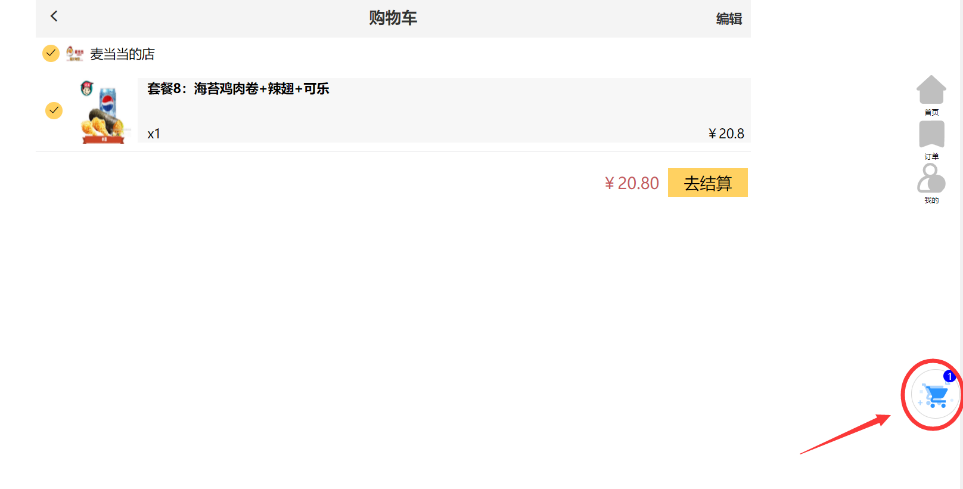 购物车
编辑
麦当当的店
套餐8：海苔鸡肉卷+辣翅+可乐
x1
￥20.8
￥20.80
去结算
首页
订单
我的
1